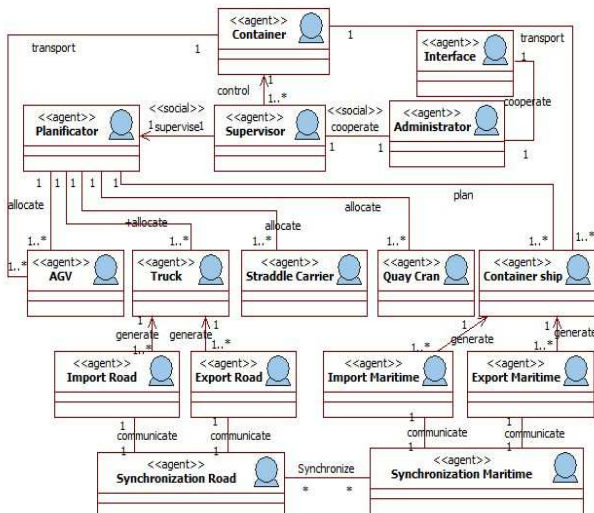 <<agent>>
Container
transport
1
1
transport
<<agent>>
Interface
1
control
1
1..*
cooperate
1
<<agent>>
Planificator
<<social>>
1 supervise1
<<agent>>
Supervisor
<<social>>
cooperate
1
1
<<agent>>
Administrator
1
1
1
1
1
allocate
+allocate
allocate
allocate
plan
1..*
1..*
1..*
1..*
1..*
1..*
1..*
<<agent>>
AGV
<<agent>>
Truck
<<agent>>
Straddle Carrier
<<agent>>
Quay Cran
<<agent>>
Container ship
1
generate
1..*
1
generate
1..*
1
generate
1..*
1
generate
1..*
<<agent>>
Import Road
<<agent>>
Export Road
<<agent>>
Import Maritime
<<agent>>
Export Maritime
1
communicate
1
1
communicate
1
1
communicate
1
1
communicate
1
<<agent>>
Synchronization Road
Synchronize
*
*
<<agent>>
Synchronization Maritime